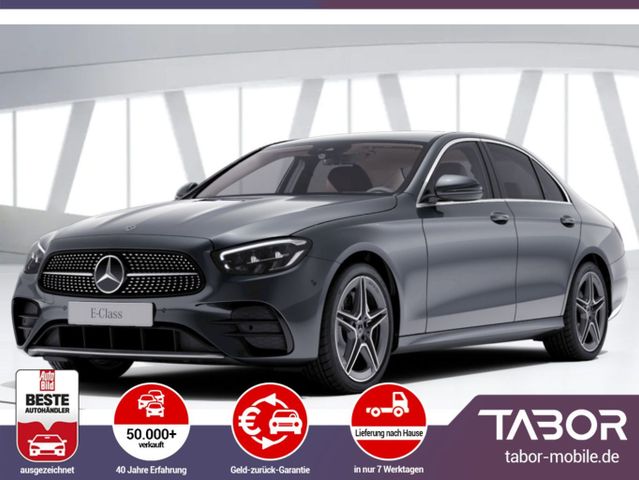 E-Class
Auto
Bild
BESTE
AUTOHÄNDLER
ausgezeichnet
50.000+
verkauft
40 Jahre Erfahrung
€
Geld-zurück-Garantie
Lieferung nach Hause
in nur 7 Werktagen
TABOR
tabor-mobile.de